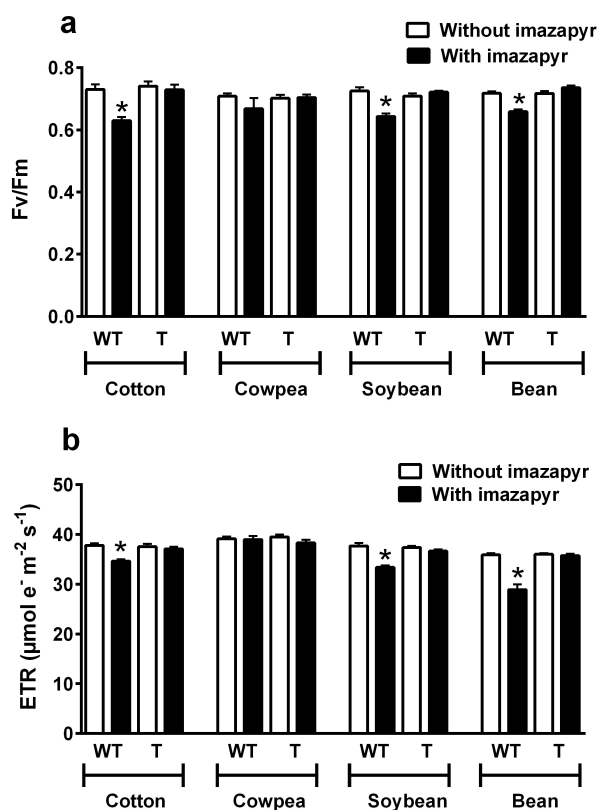 a
Without imazapyr
With imazapyr
Fv/Fm
0.8
0.6
0.4
0.2
0.0
*
*
*
WT T WT T WT T WT T
Cotton Cowpea Soybean Bean
b
Without imazapyr
With imazapyr
ETR (µmol e⁻ m⁻² s⁻¹)
50
40
30
20
10
0
*
*
*
WT T WT T WT T WT T
Cotton Cowpea Soybean Bean